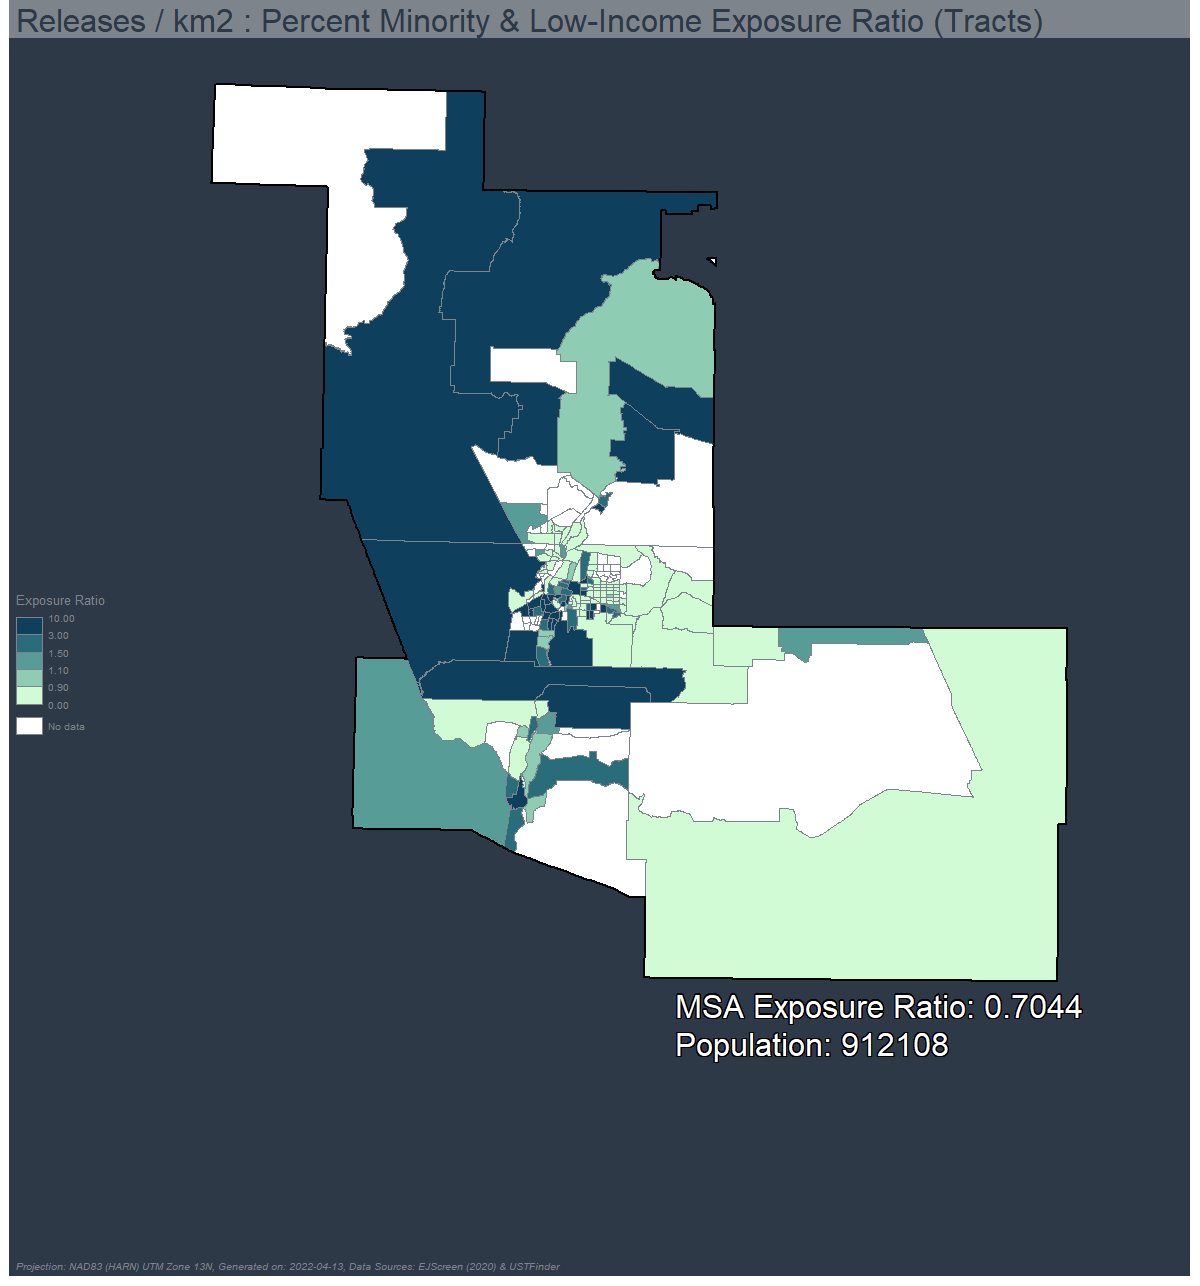 Releases / km2 : Percent Minority & Low-Income Exposure Ratio (Tracts)
Exposure Ratio
10.00
3.00
1.50
1.10
0.90
0.00
No data
MSA Exposure Ratio: 0.7044
Population: 912108
Projection: NAD83 (HARN) UTM Zone 13N, Generated on: 2022-04-13, Data Sources: EJScreen (2020) & USTFinder